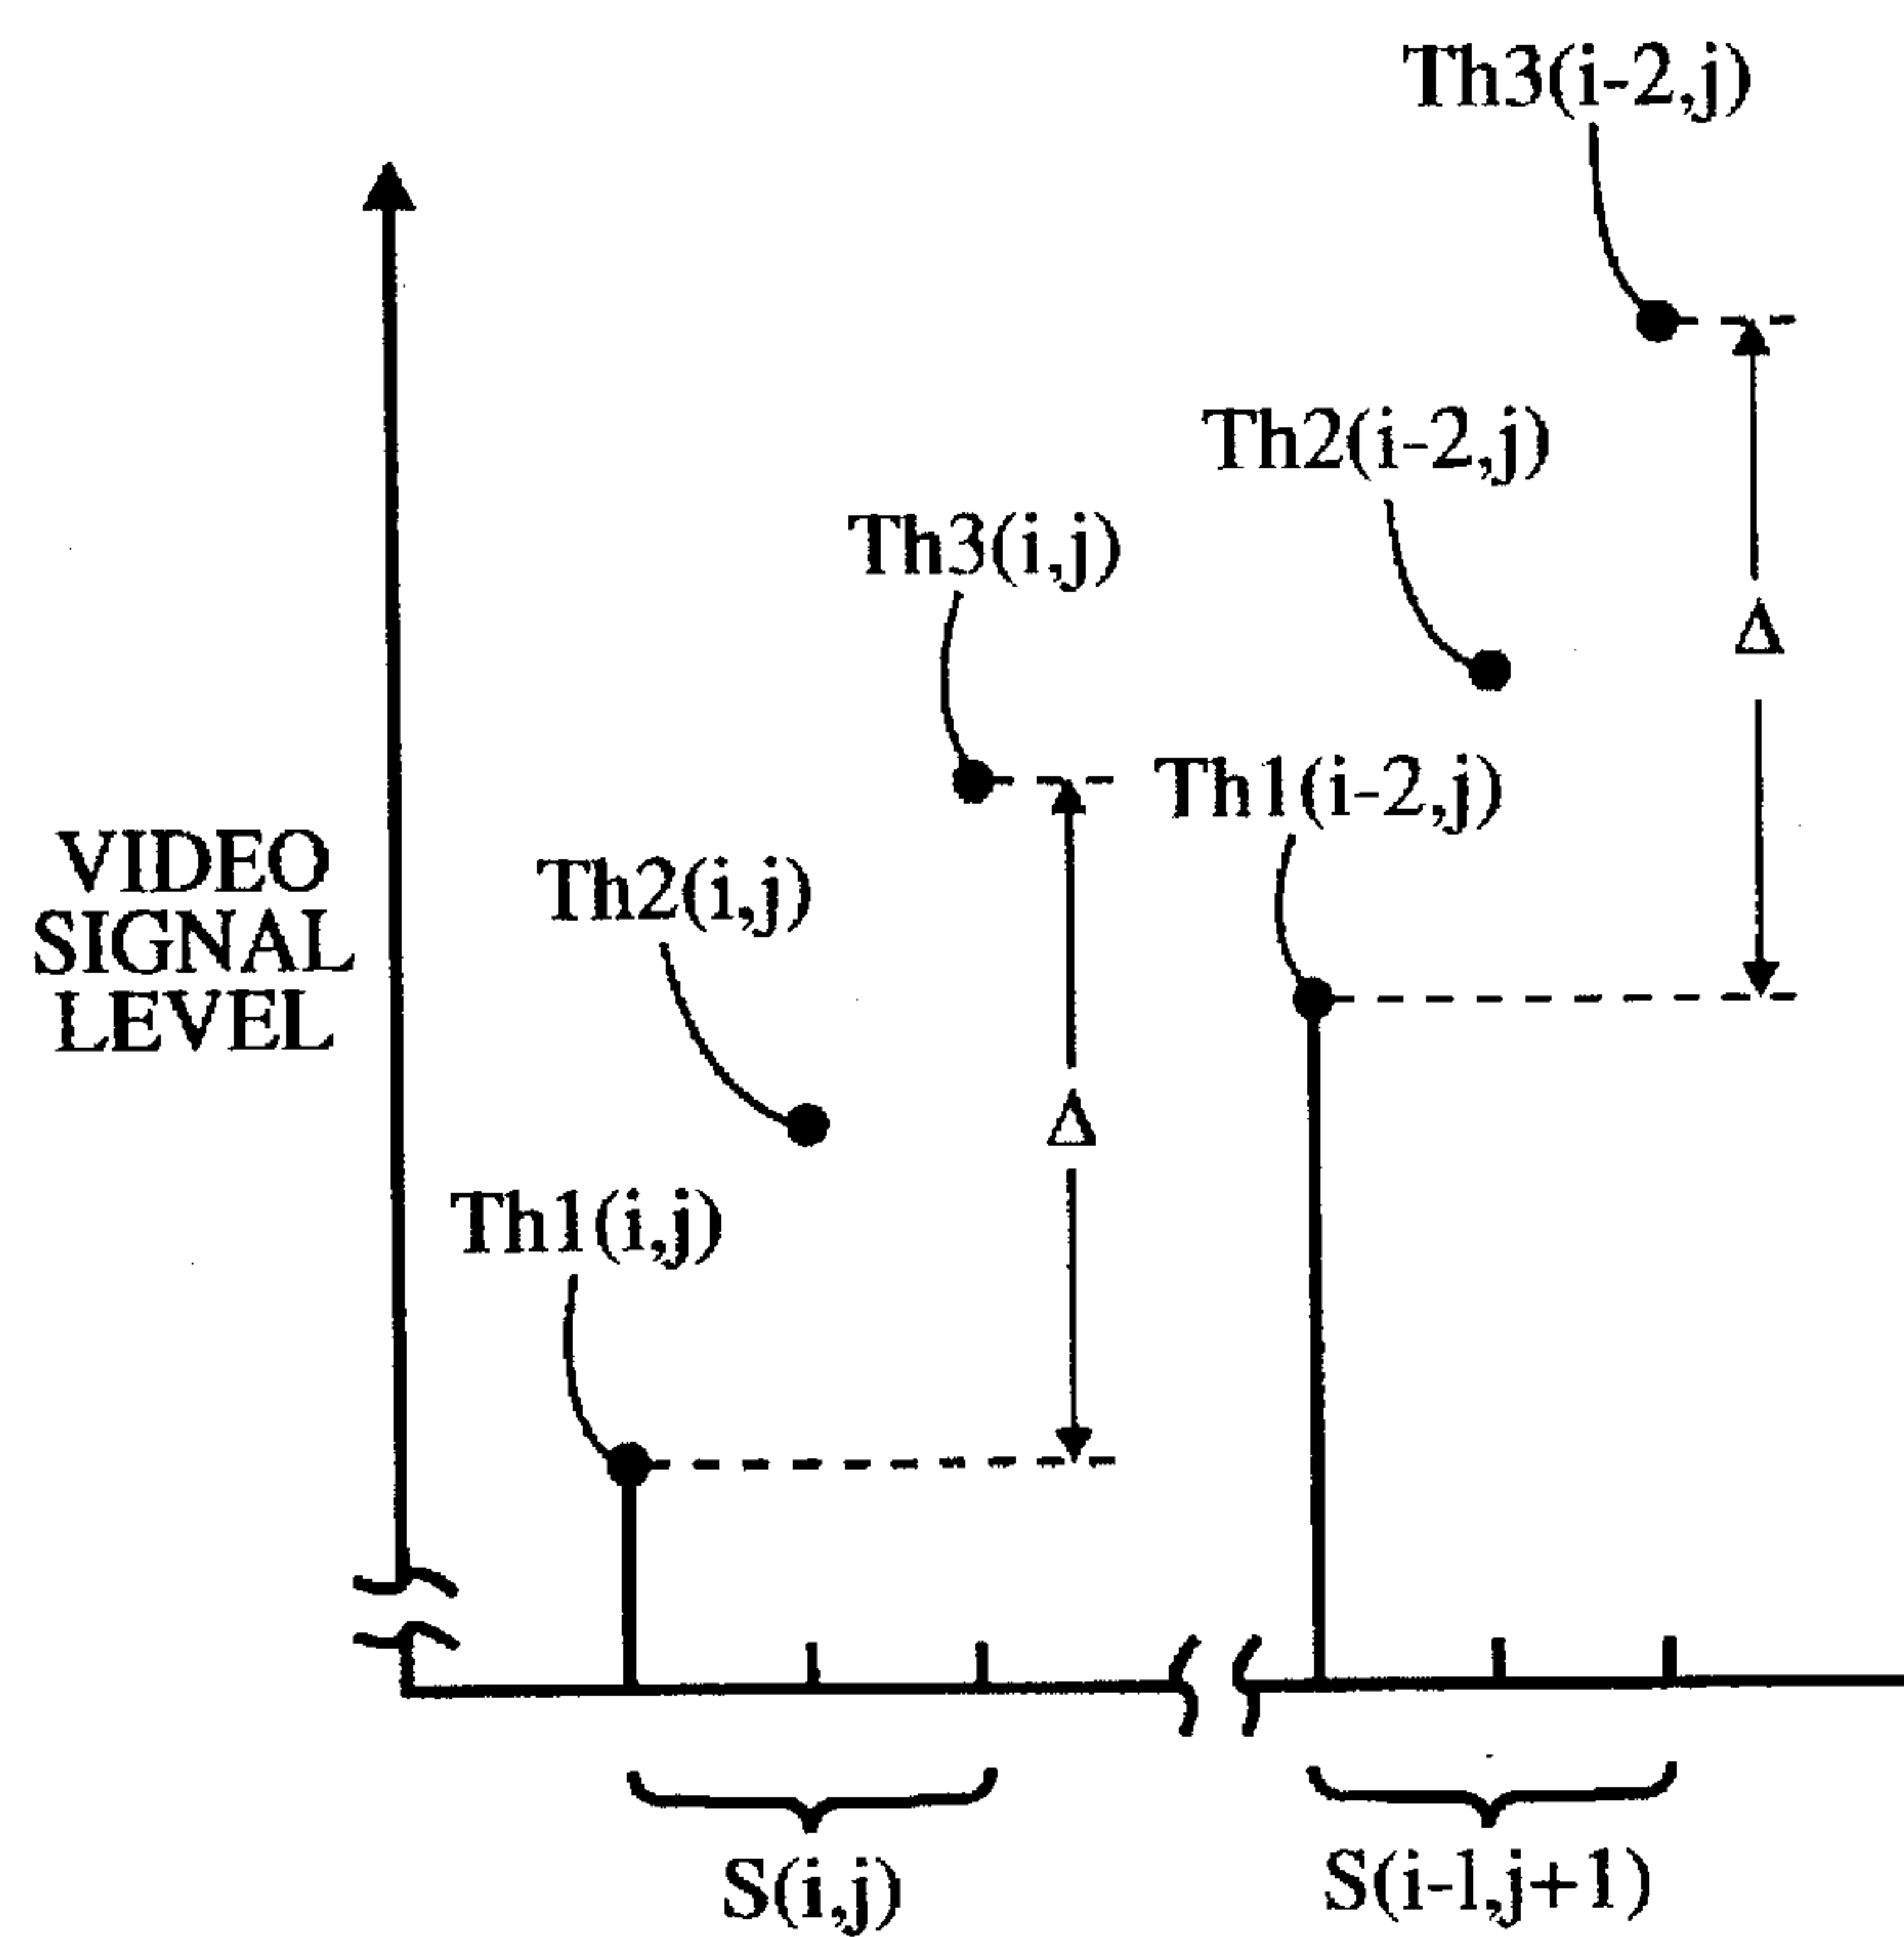 Th3(i-2,j)
Th2(i-2,j)
Th3(i,j)
Th1(i-2,j)
VIDEO
SIGNAL
LEVEL
Th2(i,j)
Δ
Δ
Th1(i,j)
S(i,j)
S(i-1,j+1)